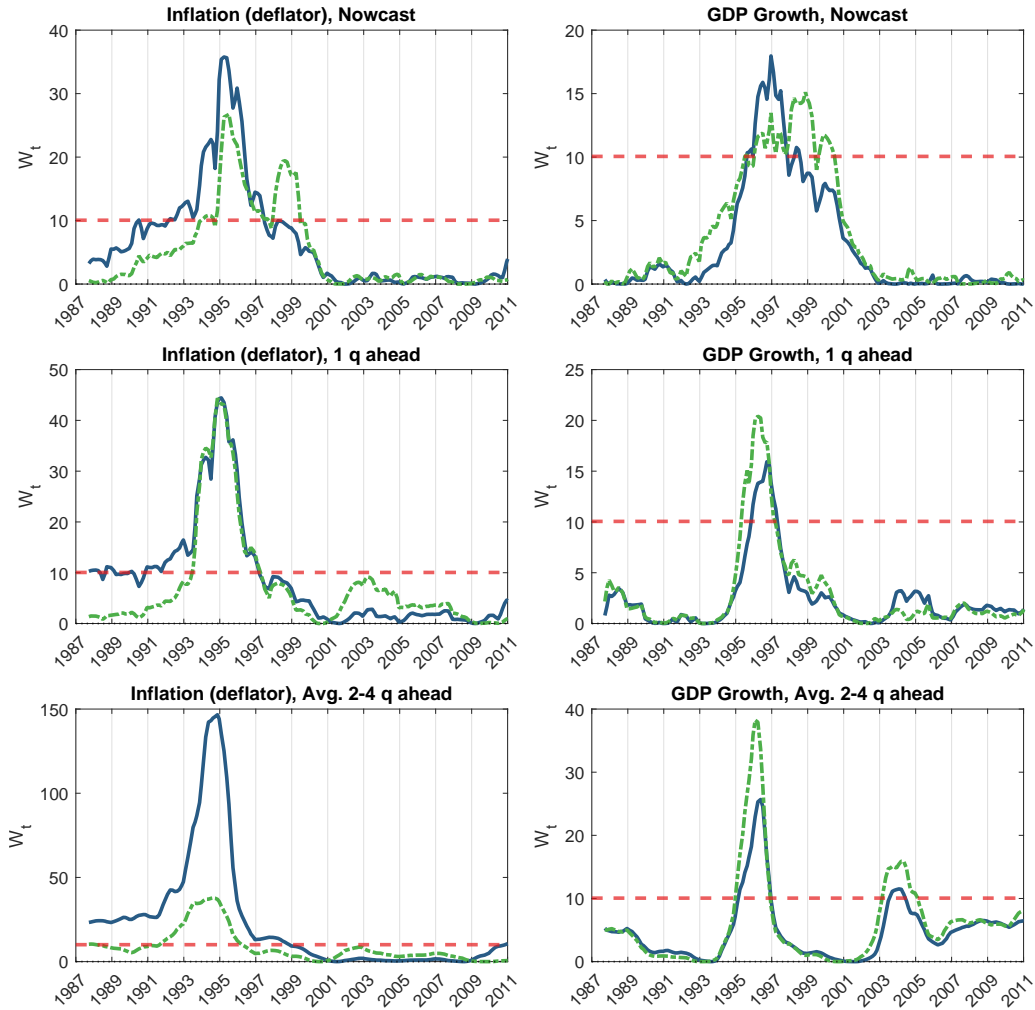 Inflation (deflator), Nowcast
40
30
20
10
0
W_t
1987 1989 1991 1993 1995 1997 1999 2001 2003 2005 2007 2009 2011
GDP Growth, Nowcast
20
15
10
5
0
W_t
1987 1989 1991 1993 1995 1997 1999 2001 2003 2005 2007 2009 2011
Inflation (deflator), 1 q ahead
50
40
30
20
10
0
W_t
1987 1989 1991 1993 1995 1997 1999 2001 2003 2005 2007 2009 2011
GDP Growth, 1 q ahead
25
20
15
10
5
0
W_t
1987 1989 1991 1993 1995 1997 1999 2001 2003 2005 2007 2009 2011
Inflation (deflator), Avg. 2-4 q ahead
150
100
50
0
W_t
1987 1989 1991 1993 1995 1997 1999 2001 2003 2005 2007 2009 2011
GDP Growth, Avg. 2-4 q ahead
40
30
20
10
0
W_t
1987 1989 1991 1993 1995 1997 1999 2001 2003 2005 2007 2009 2011